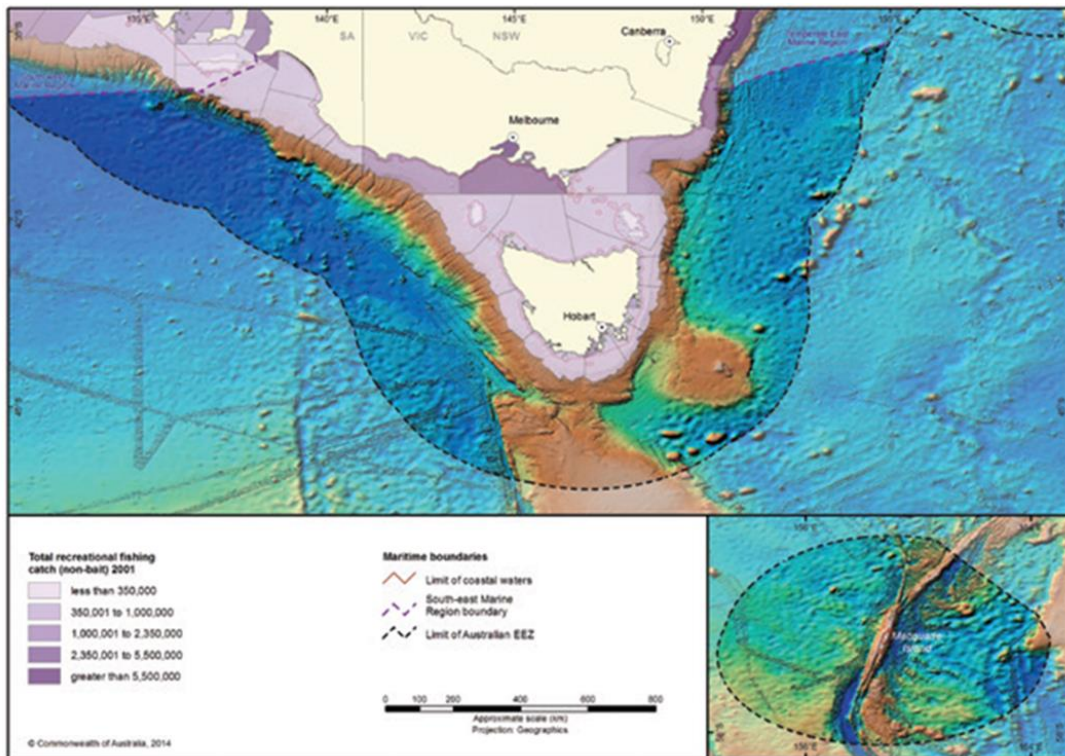 135°E
140°E
145°E
150°E
SA
VIC
NSW
Canberra
Temperate East
Marine Region
Marine Region
Melbourne
Hobart
Total recreational fishing
catch (non-bait) 2001
less than 350,000
350,001 to 1,000,000
1,000,001 to 2,350,000
2,350,001 to 5,500,000
greater than 5,500,000
Maritime boundaries
Limit of coastal waters
South-east Marine
Region boundary
Limit of Australian EEZ
0 100 200 400 600 800
Approximate scale (km)
Projection: Geographics
© Commonwealth of Australia, 2014
Macquarie
Island